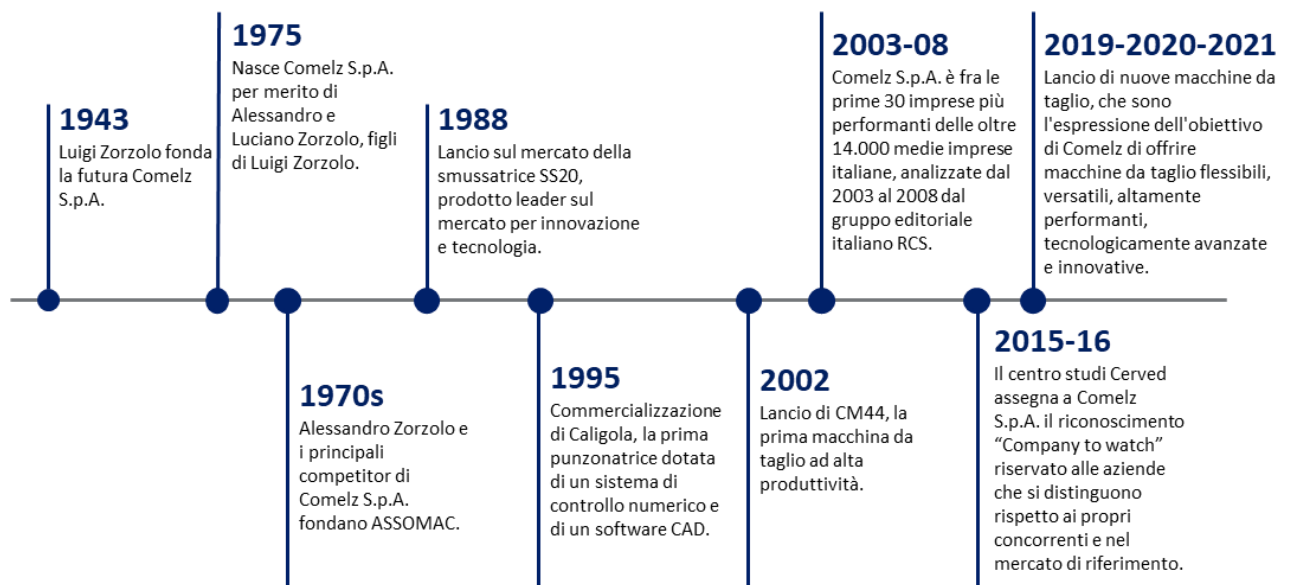 1943
Luigi Zorzolo fonda
la futura Comelz
S.p.A.
1975
Nasce Comelz S.p.A.
per merito di
Alessandro e
Luciano Zorzolo, figli
di Luigi Zorzolo.
1970s
Alessandro Zorzolo e
i principali
competitor di
Comelz S.p.A.
fondano ASSOMAC.
1988
Lancio sul mercato della
smussatrice SS20,
prodotto leader sul
mercato per innovazione
e tecnologia.
1995
Commercializzazione
di Caligola, la prima
punzonatrice dotata
di un sistema di
controllo numerico e
di un software CAD.
2002
Lancio di CM44, la
prima macchina da
taglio ad alta
produttività.
2003-08
Comelz S.p.A. è fra le
prime 30 imprese più
performanti delle oltre
14.000 medie imprese
italiane, analizzate dal
2003 al 2008 dal
gruppo editoriale
italiano RCS.
2015-16
Il centro studi Cerved
assegna a Comelz
S.p.A. il riconoscimento
“Company to watch”
riservato alle aziende
che si distinguono
rispetto ai propri
concorrenti e nel
mercato di riferimento.
2019-2020-2021
Lancio di nuove macchine da
taglio, che sono
l'espressione dell'obiettivo
di Comelz di offrire
macchine da taglio flessibili,
versatili, altamente
performanti,
tecnologicamente avanzate
e innovative.